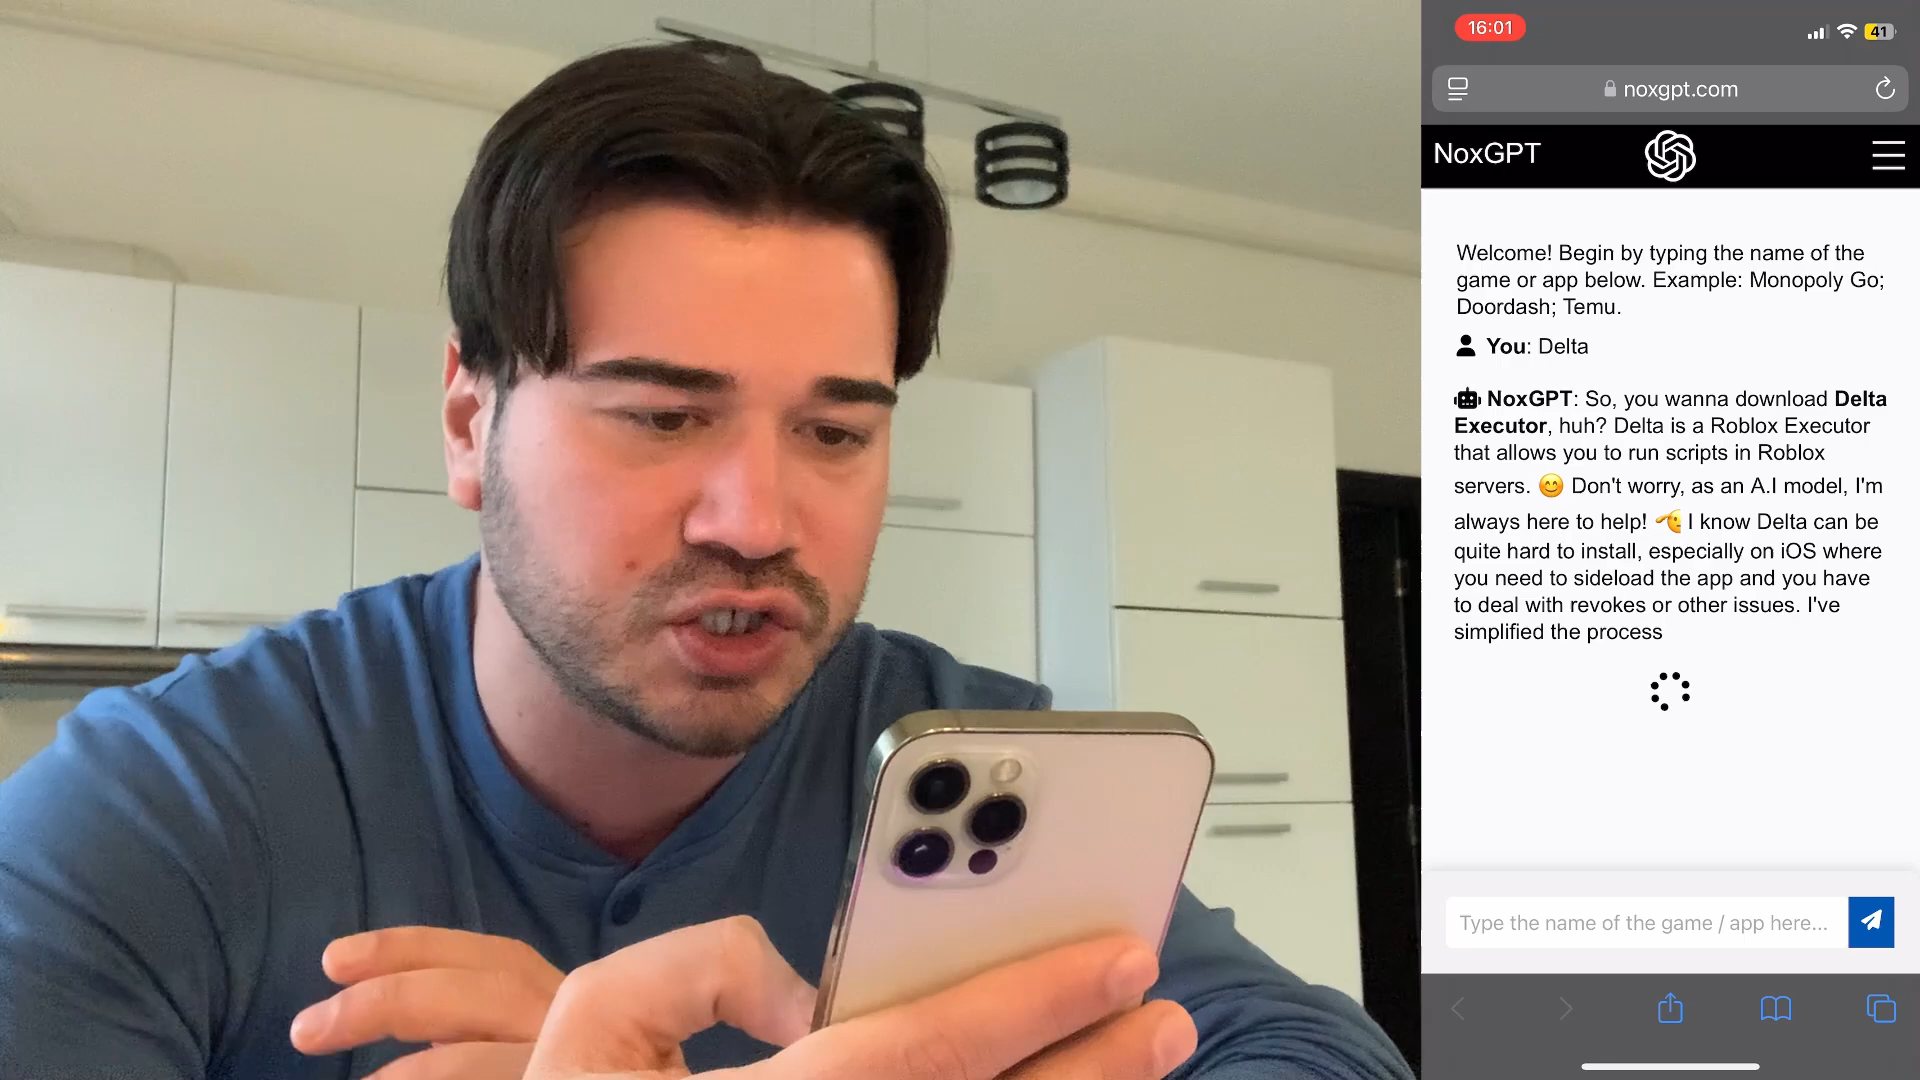 16:01
41
noxgpt.com
NoxGPT
Welcome! Begin by typing the name of the
game or app below. Example: Monopoly Go;
Doordash; Temu.
You: Delta
NoxGPT: So, you wanna download Delta
Executor, huh? Delta is a Roblox Executor
that allows you to run scripts in Roblox
servers. 😊 Don't worry, as an A.I model, I'm
always here to help! 🫡 I know Delta can be
quite hard to install, especially on iOS where
you need to sideload the app and you have
to deal with revokes or other issues. I've
simplified the process
Type the name of the game / app here...